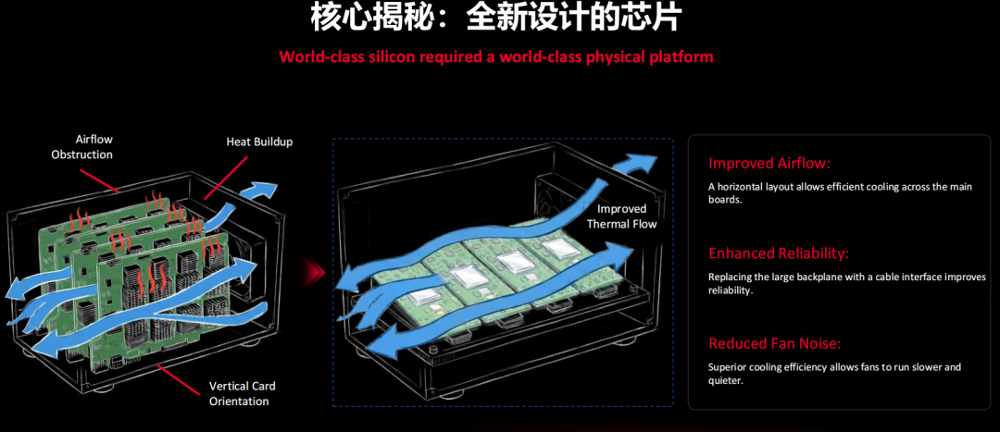 核心揭秘：全新设计的芯片
World-class silicon required a world-class physical platform
Airflow
Obstruction
Heat Buildup
Vertical Card
Orientation
Improved
Thermal Flow
Improved Airflow:
A horizontal layout allows efficient cooling across the main
boards.
Enhanced Reliability:
Replacing the large backplane with a cable interface improves
reliability.
Reduced Fan Noise:
Superior cooling efficiency allows fans to run slower and
quieter.